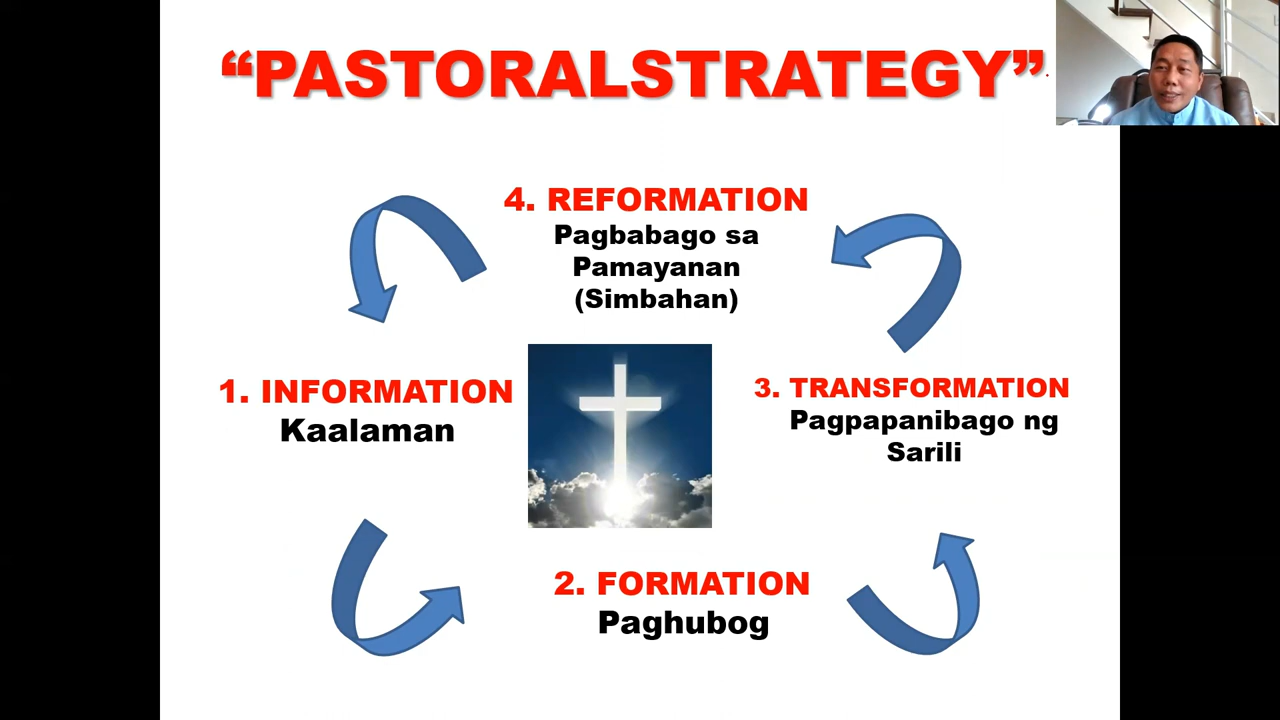 “PASTORALSTRATEGY”
4. REFORMATION
Pagbabago sa
Pamayanan
(Simbahan)
1. INFORMATION
Kaalaman
3. TRANSFORMATION
Pagpapanibago ng
Sarili
2. FORMATION
Paghubog